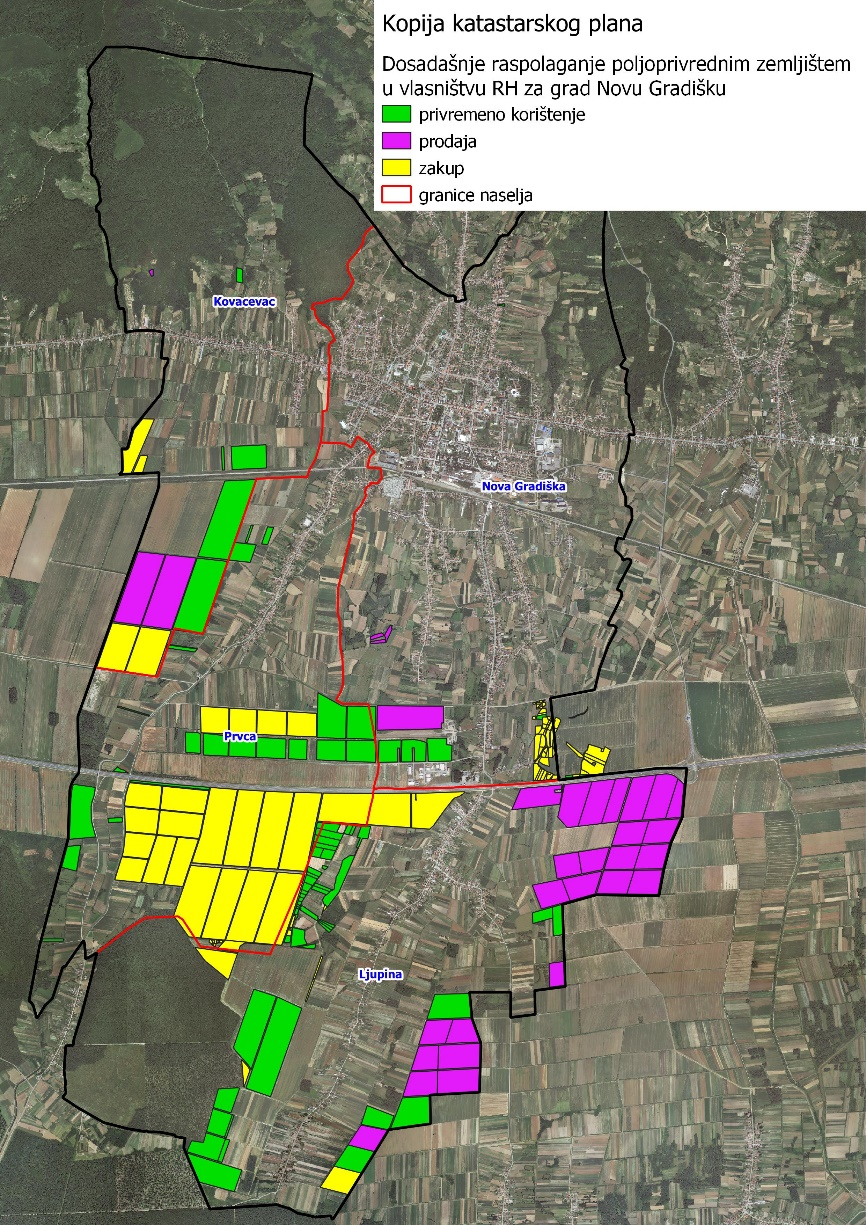 Kopija katastarskog plana
Dosadašnje raspolaganje poljoprivrednim zemljištem
u vlasništvu RH za grad Novu Gradišku
privremeno korištenje
prodaja
zakup
granice naselja
Kovacevac
Nova Gradiška
Prvca
Ljupina